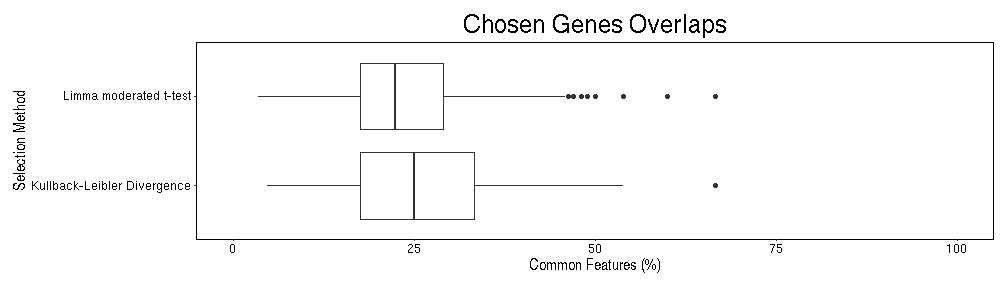 Chosen Genes Overlaps
Selection Method
Limma moderated t-test
Kullback-Leibler Divergence
0 25 50 75 100
Common Features (%)